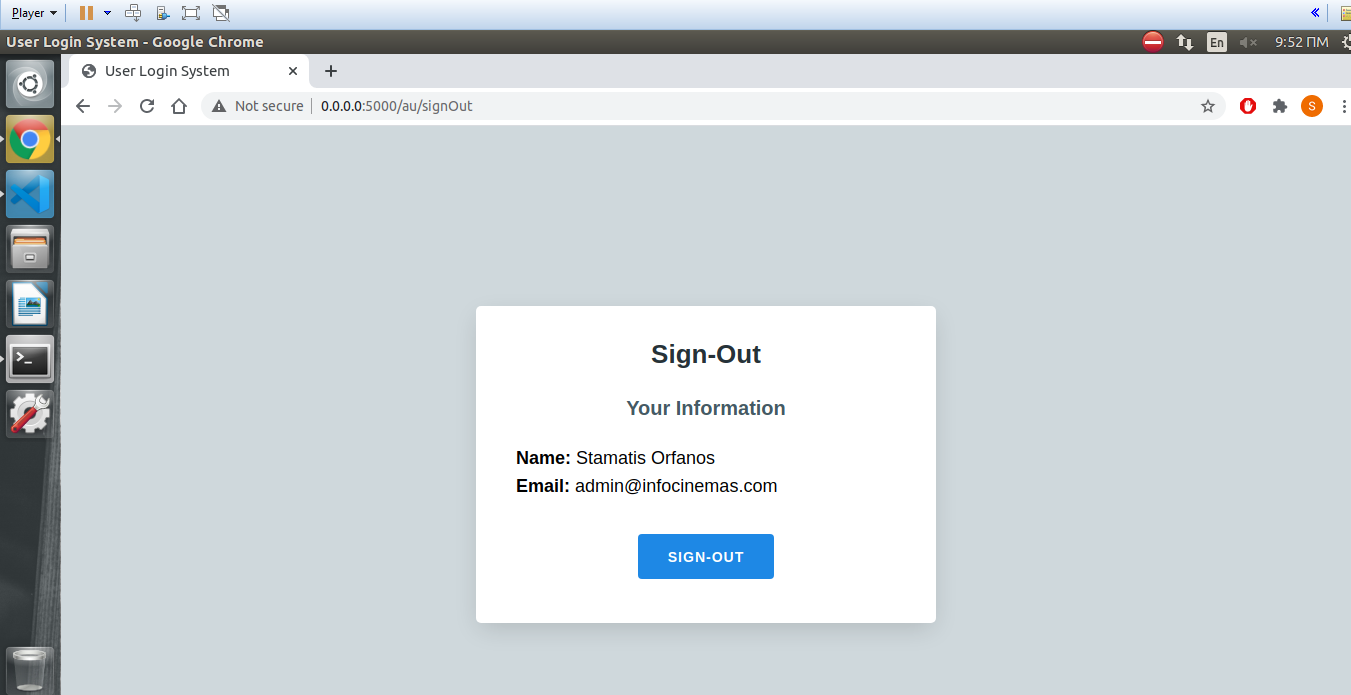 Player
User Login System - Google Chrome
En
9:52 ΠΜ
User Login System
Not secure
0.0.0.0:5000/au/signOut
S
Sign-Out
Your Information
Name: Stamatis Orfanos
Email: admin@infocinemas.com
SIGN-OUT